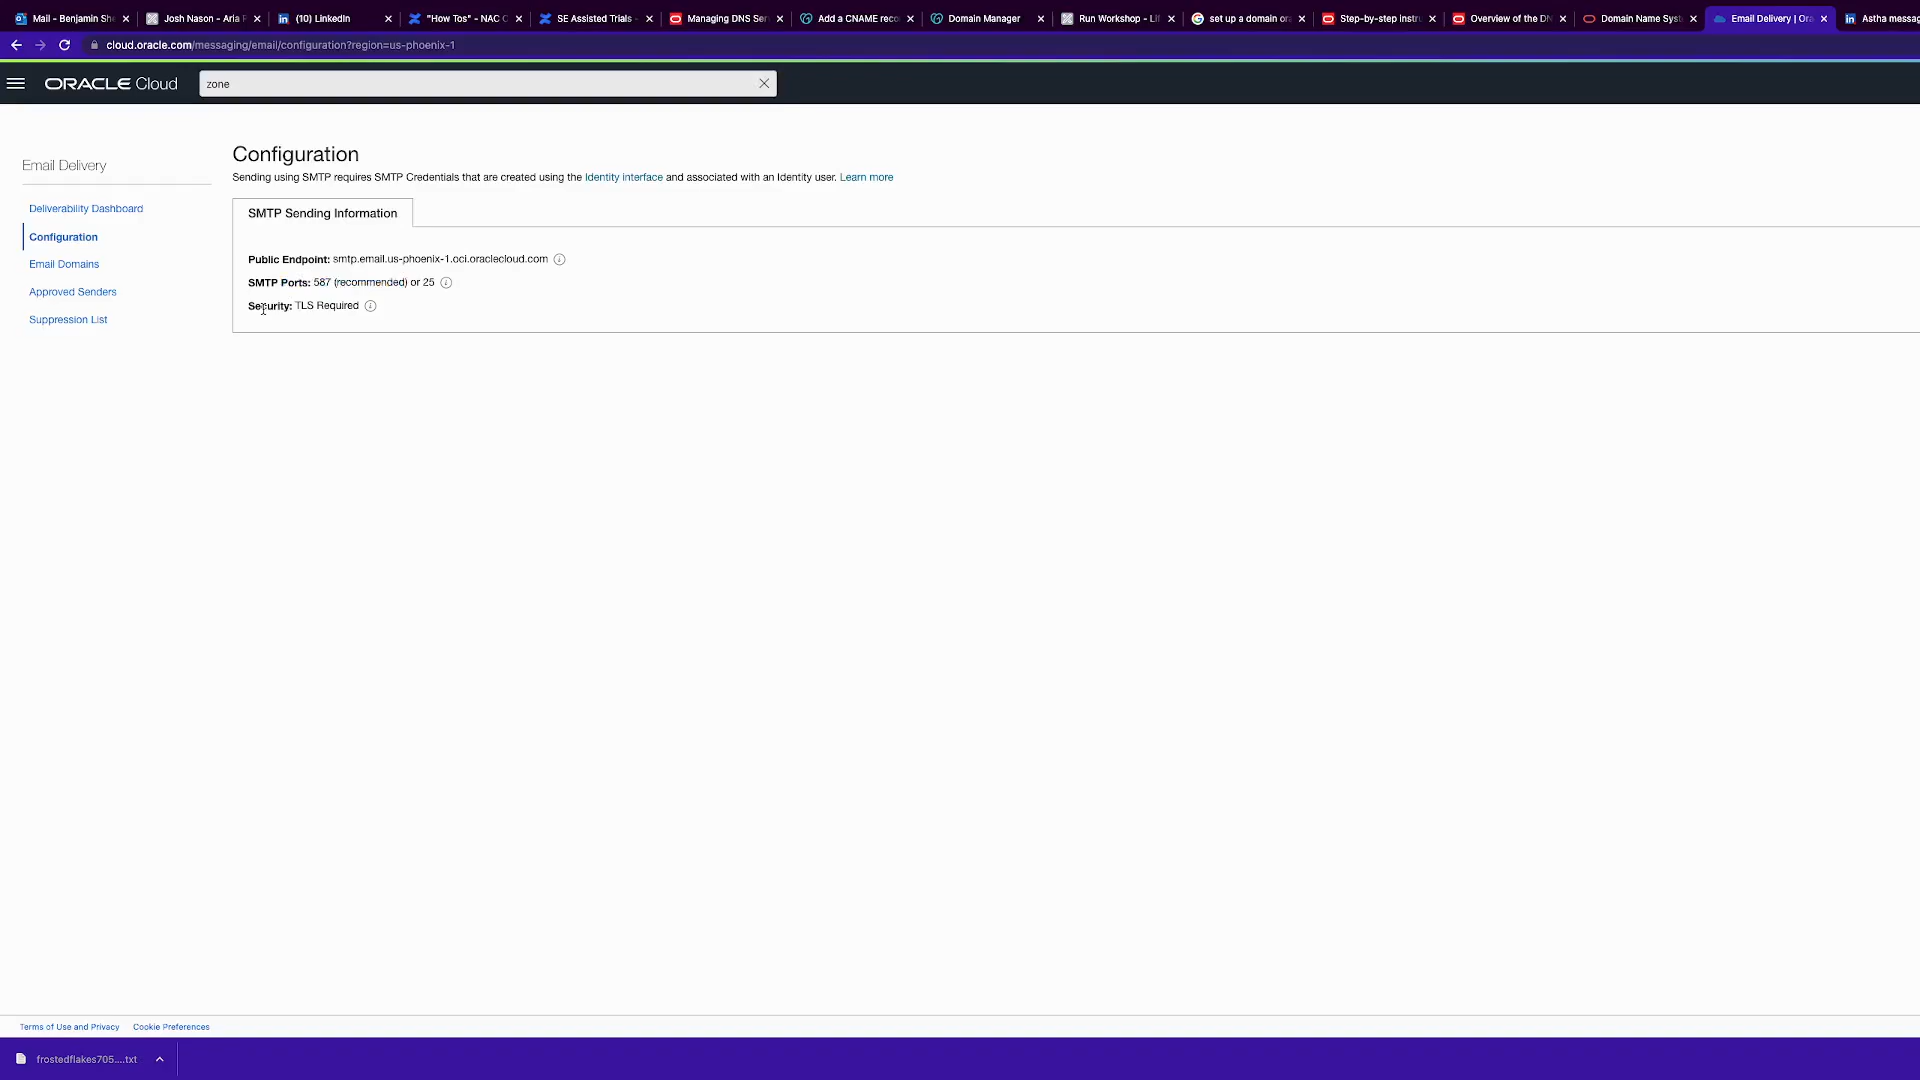 Mail - Benjamin She
Josh Nason - Aria P
(10) LinkedIn
"How Tos" - NAC C
SE Assisted Trials -
Managing DNS Ser
Add a CNAME reco
Domain Manager
Run Workshop - Lif
set up a domain or
Step-by-step instru
Overview of the DN
Domain Name Syst
Email Delivery | Ora
Astha messag
cloud.oracle.com/messaging/email/configuration?region=us-phoenix-1
ORACLE Cloud
zone
Email Delivery
Deliverability Dashboard
Configuration
Email Domains
Approved Senders
Suppression List
Configuration
Sending using SMTP requires SMTP Credentials that are created using the Identity interface and associated with an Identity user. Learn more
SMTP Sending Information
Public Endpoint: smtp.email.us-phoenix-1.oci.oraclecloud.com
SMTP Ports: 587 (recommended) or 25
Security: TLS Required
Terms of Use and Privacy
Cookie Preferences
frostedflakes705....txt